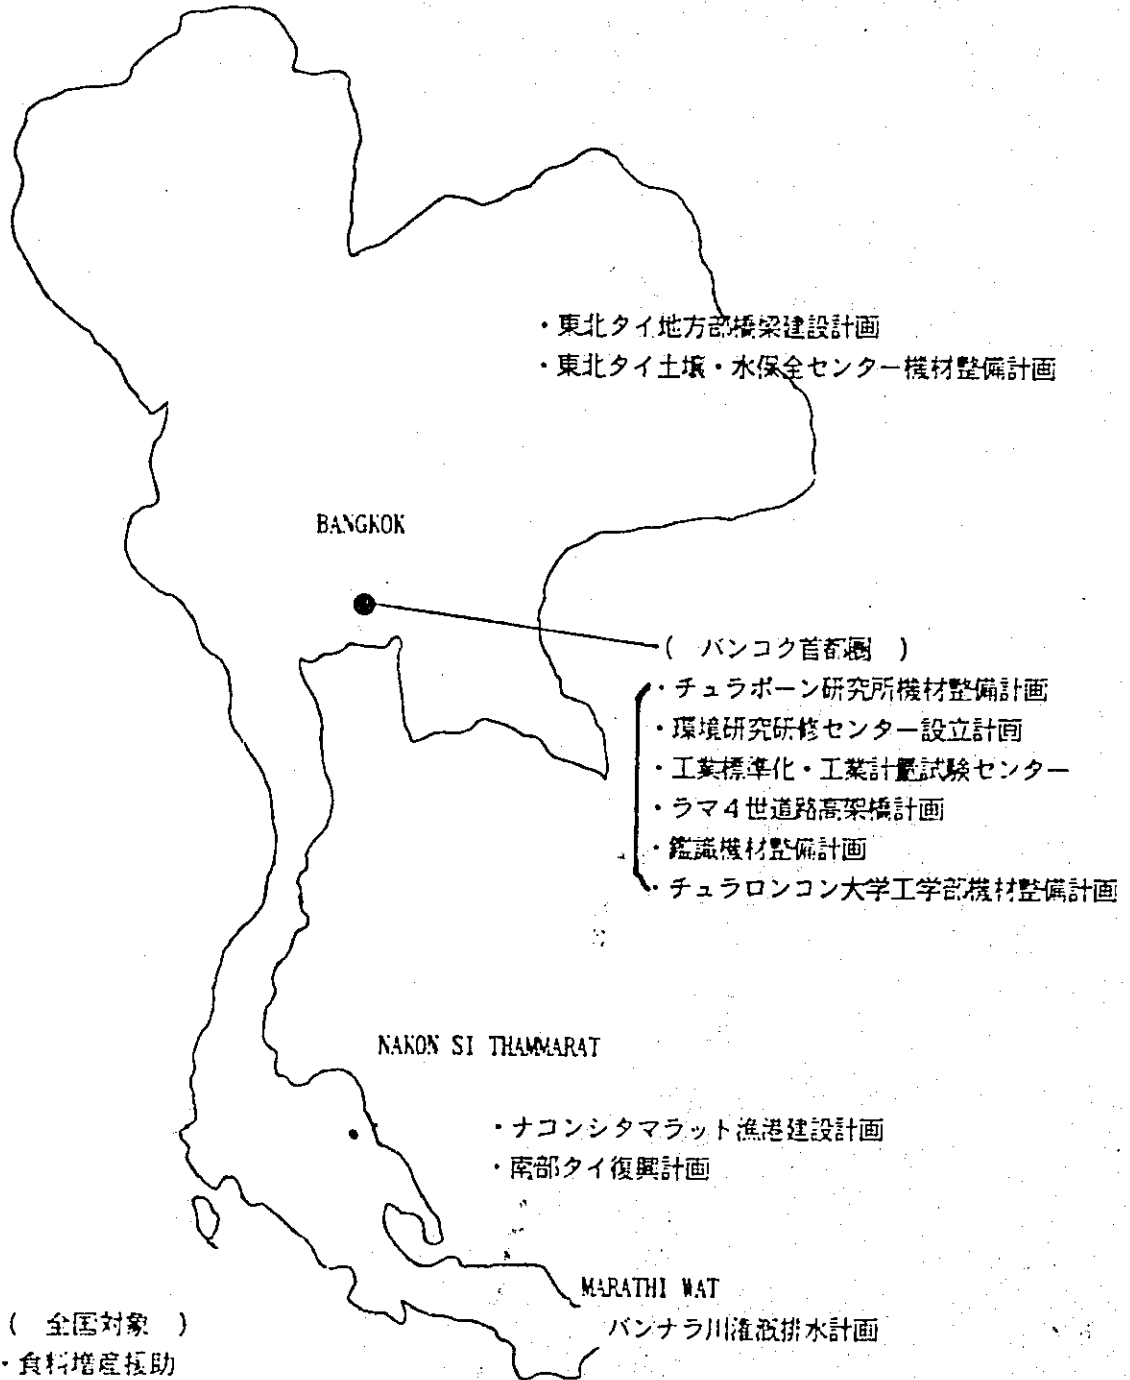 ・東北タイ地方部橋梁建設計画
・東北タイ土壌・水保全センター機材整備計画
BANGKOK
( バンコク首都圏 )
・チュラポーン研究所機材整備計画
・環境研究研修センター設立計画
・工業標準化・工業計量試験センター
・ラマ4世道路高架橋計画
・鑑識機材整備計画
・チュラロンコン大学工学部機材整備計画
NAKON SI THAMMARAT
・ナコンシタマラット漁港建設計画
・南部タイ復興計画
MARATHI WAT
バンナラ川灌漑排水計画
( 全国対象 )
・食料増産援助